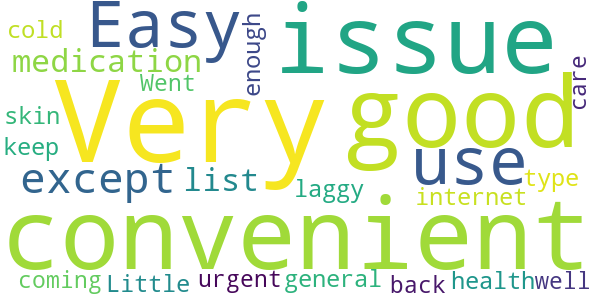 cold Easy enough issue care
medication Went
Very good
skin
keep except list laggy use type
internet
convenient
coming Little urgent general back health well